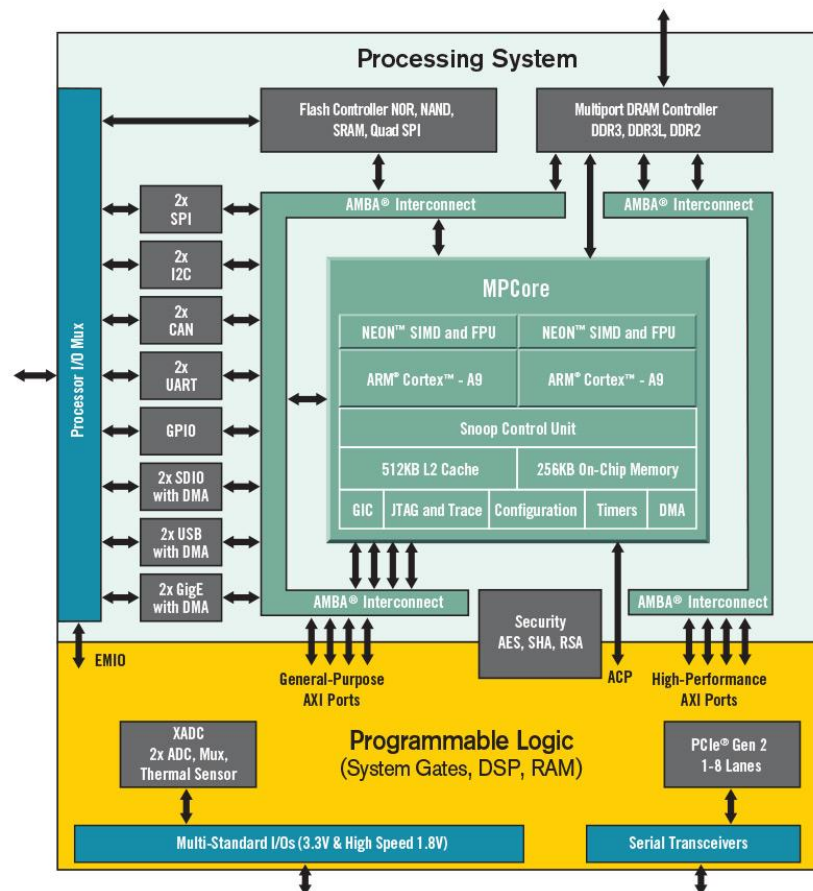 Processing System
Flash Controller NOR, NAND,
SRAM, Quad SPI
Multiport DRAM Controller
DDR3, DDR3L, DDR2
Processor I/O Mux
2x
SPI
2x
I2C
2x
CAN
2x
UART
GPIO
2x SDIO
with DMA
2x USB
with DMA
2x GigE
with DMA
AMBA® Interconnect
AMBA® Interconnect
MPCore
NEON™ SIMD and FPU
NEON™ SIMD and FPU
ARM® Cortex™ - A9
ARM® Cortex™ - A9
Snoop Control Unit
512KB L2 Cache
256KB On-Chip Memory
GIC
JTAG and Trace
Configuration
Timers
DMA
AMBA® Interconnect
AMBA® Interconnect
Security
AES, SHA, RSA
EMIO
General-Purpose
AXI Ports
ACP
High-Performance
AXI Ports
XADC
2x ADC, Mux,
Thermal Sensor
Programmable Logic
(System Gates, DSP, RAM)
PCIe® Gen 2
1-8 Lanes
Multi-Standard I/Os (3.3V & High Speed 1.8V)
Serial Transceivers